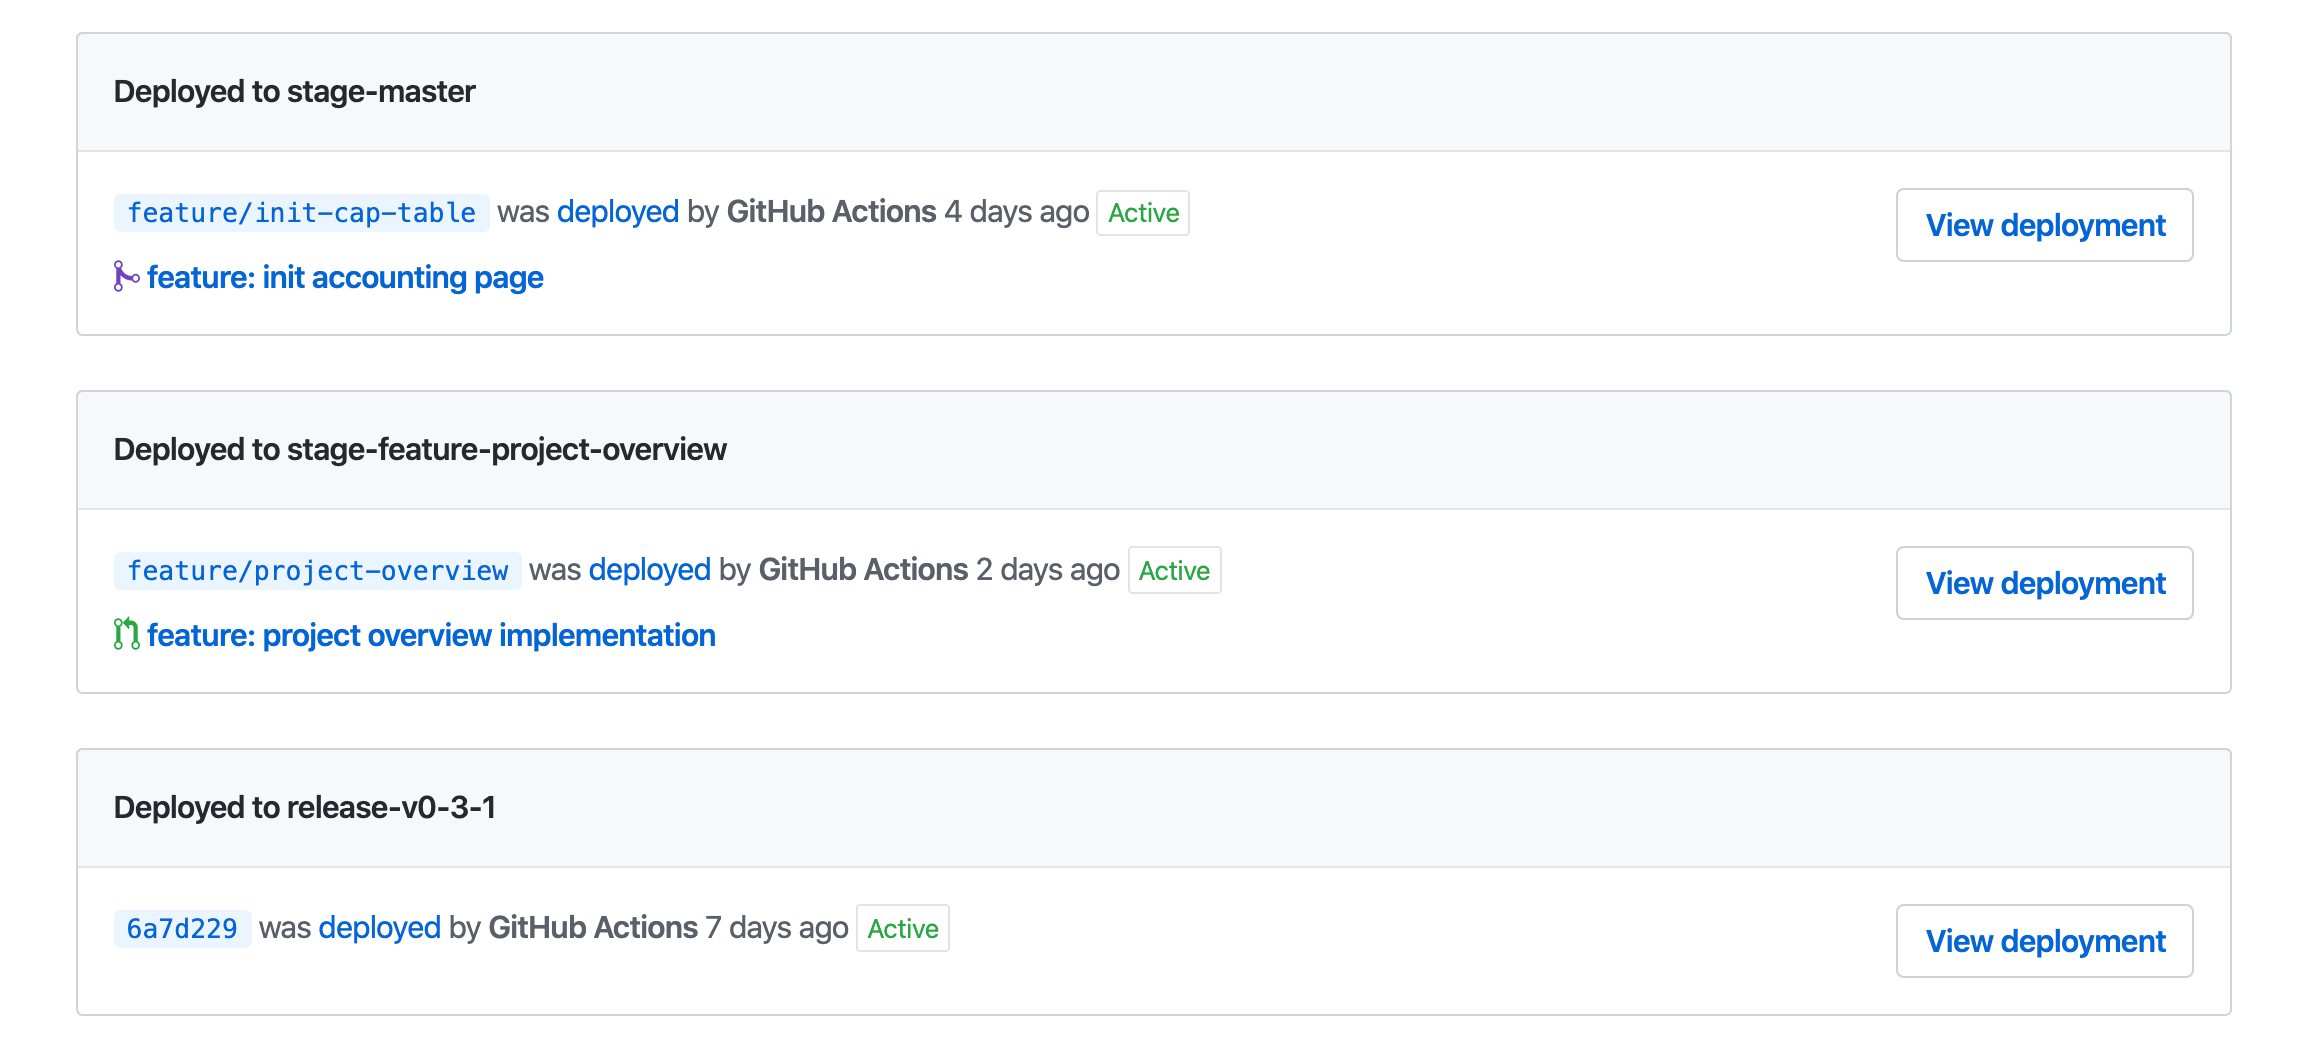 Deployed to stage-master
feature/init-cap-table was deployed by GitHub Actions 4 days ago Active
View deployment
feature: init accounting page
Deployed to stage-feature-project-overview
feature/project-overview was deployed by GitHub Actions 2 days ago Active
View deployment
feature: project overview implementation
Deployed to release-v0-3-1
6a7d229 was deployed by GitHub Actions 7 days ago Active
View deployment